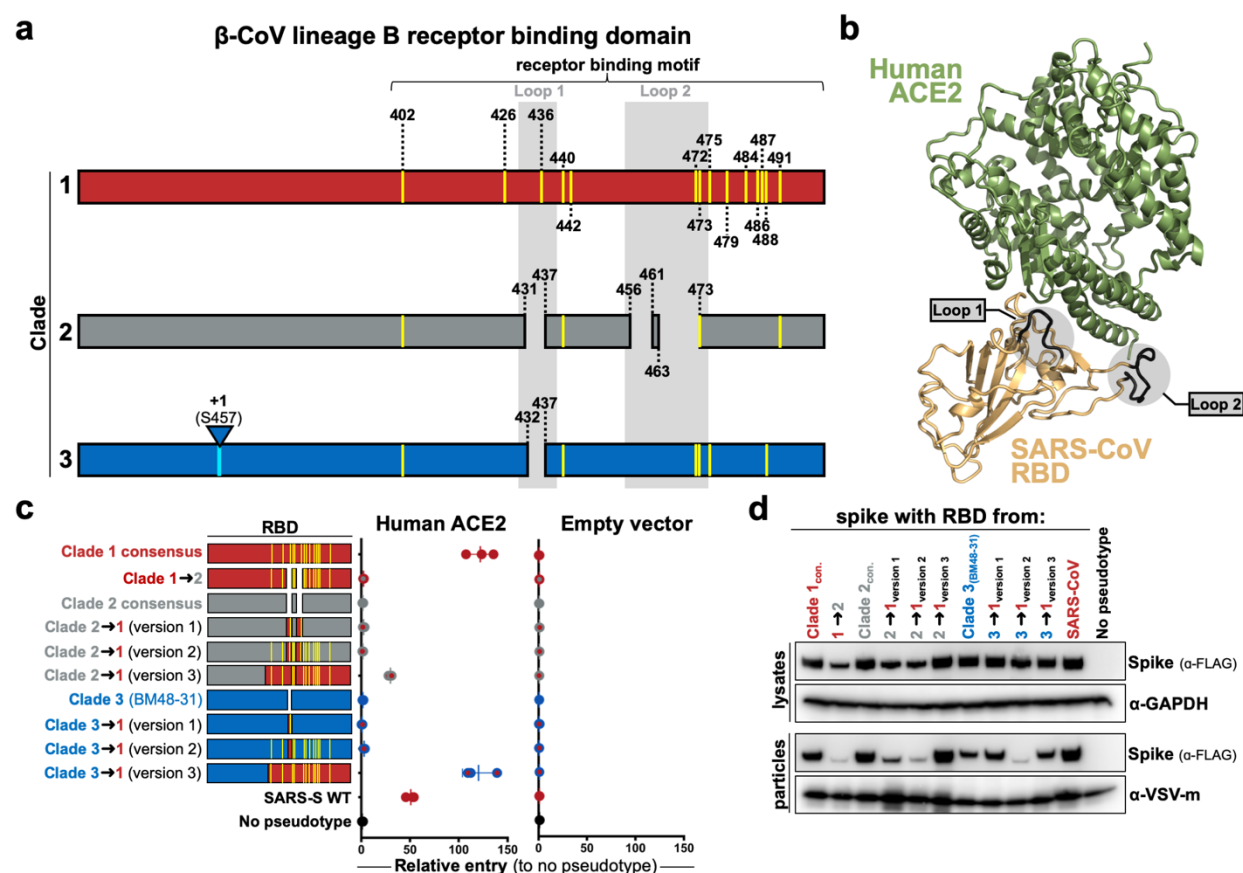 a
β-CoV lineage B receptor binding domain
receptor binding motif
Loop 1
Loop 2
402
426
436
440
442
472
475
484
487
491
473
479
486
488
Clade
1
2
431
437
456
461
473
463
+1
(S457)
432
437
3
b
Human
ACE2
Loop 1
Loop 2
SARS-CoV
RBD
c
RBD
Human ACE2
Empty vector
Clade 1 consensus
Clade 1➔2
Clade 2 consensus
Clade 2➔1 (version 1)
Clade 2➔1 (version 2)
Clade 2➔1 (version 3)
Clade 3 (BM48-31)
Clade 3➔1 (version 1)
Clade 3➔1 (version 2)
Clade 3➔1 (version 3)
SARS-S WT
No pseudotype
0 50 100 150
0 50 100 150
Relative entry (to no pseudotype)
d
spike with RBD from:
Clade 1con.
1➔2
Clade 2con.
2➔1version 1
2➔1version 2
2➔1version 3
Clade 3(BM48-31)
3➔1version 1
3➔1version 2
3➔1version 3
SARS-CoV
No pseudotype
lysates
Spike (α-FLAG)
α-GAPDH
particles
Spike (α-FLAG)
α-VSV-m